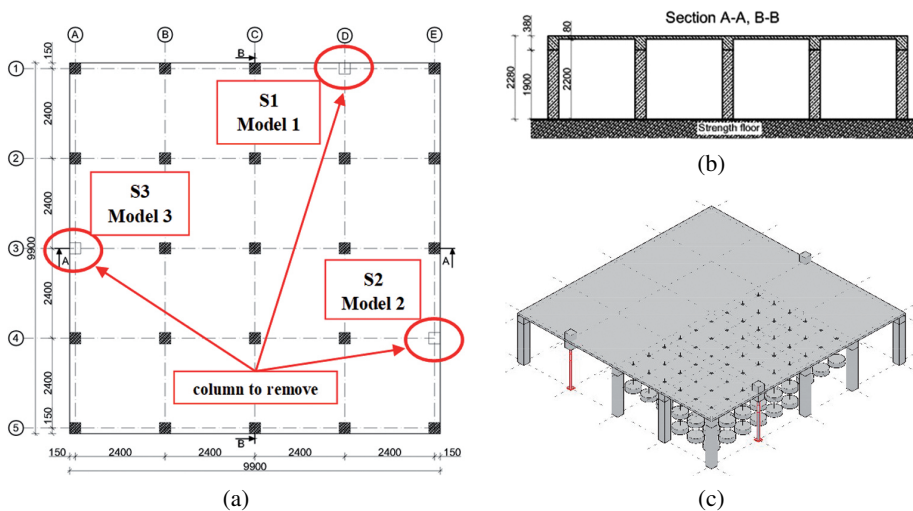 A B C D E
150
B
1
S1
Model 1
2400
2
S3
Model 3
2400
3
9900
A
A
S2
Model 2
2400
4
column to remove
2400
150
5
B
150 2400 2400 2400 2400 150
9900
(a)
Section A-A, B-B
380
80
2280
1900
2200
Strength floor
(b)
(c)